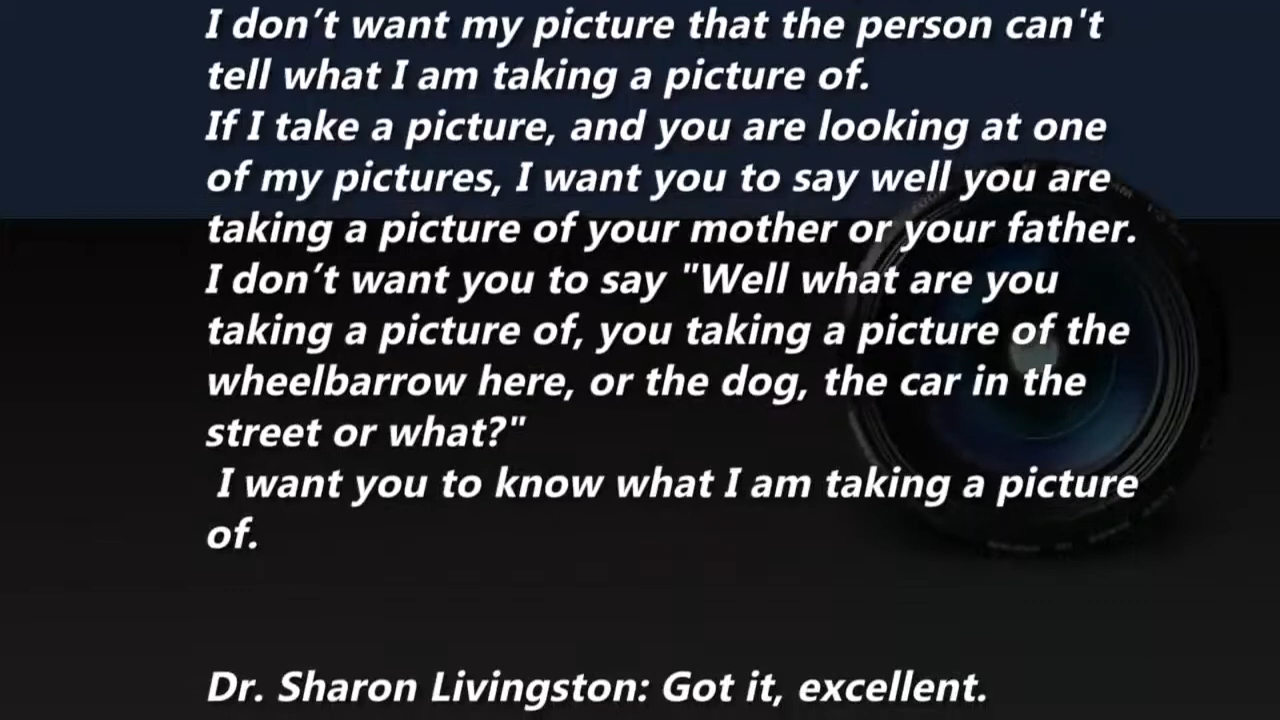 I don’t want my picture that the person can't
tell what I am taking a picture of.
If I take a picture, and you are looking at one
of my pictures, I want you to say well you are
taking a picture of your mother or your father.
I don’t want you to say "Well what are you
taking a picture of, you taking a picture of the
wheelbarrow here, or the dog, the car in the
street or what?"
I want you to know what I am taking a picture
of.
Dr. Sharon Livingston: Got it, excellent.